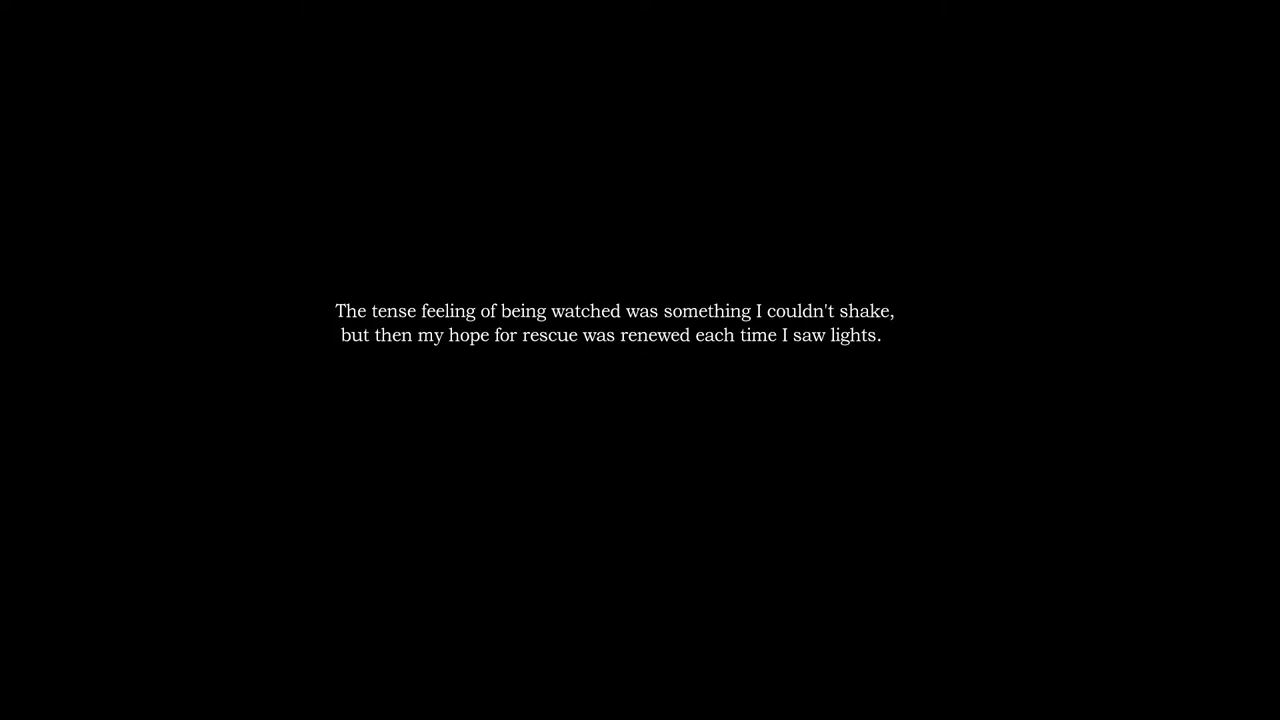 The tense feeling of being watched was something I couldn't shake,
but then my hope for rescue was renewed each time I saw lights.